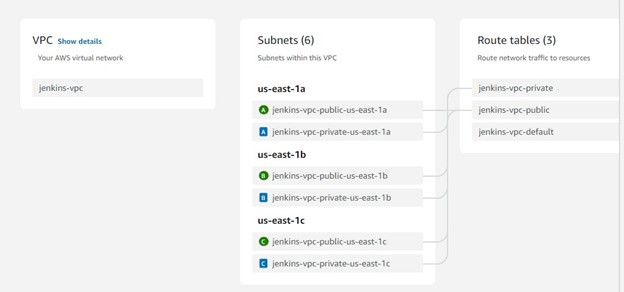 VPC Show details
Your AWS virtual network
jenkins-vpc
Subnets (6)
Subnets within this VPC
us-east-1a
A jenkins-vpc-public-us-east-1a
A jenkins-vpc-private-us-east-1a
us-east-1b
B jenkins-vpc-public-us-east-1b
B jenkins-vpc-private-us-east-1b
us-east-1c
C jenkins-vpc-public-us-east-1c
C jenkins-vpc-private-us-east-1c
Route tables (3)
Route network traffic to resources
jenkins-vpc-private
jenkins-vpc-public
jenkins-vpc-default